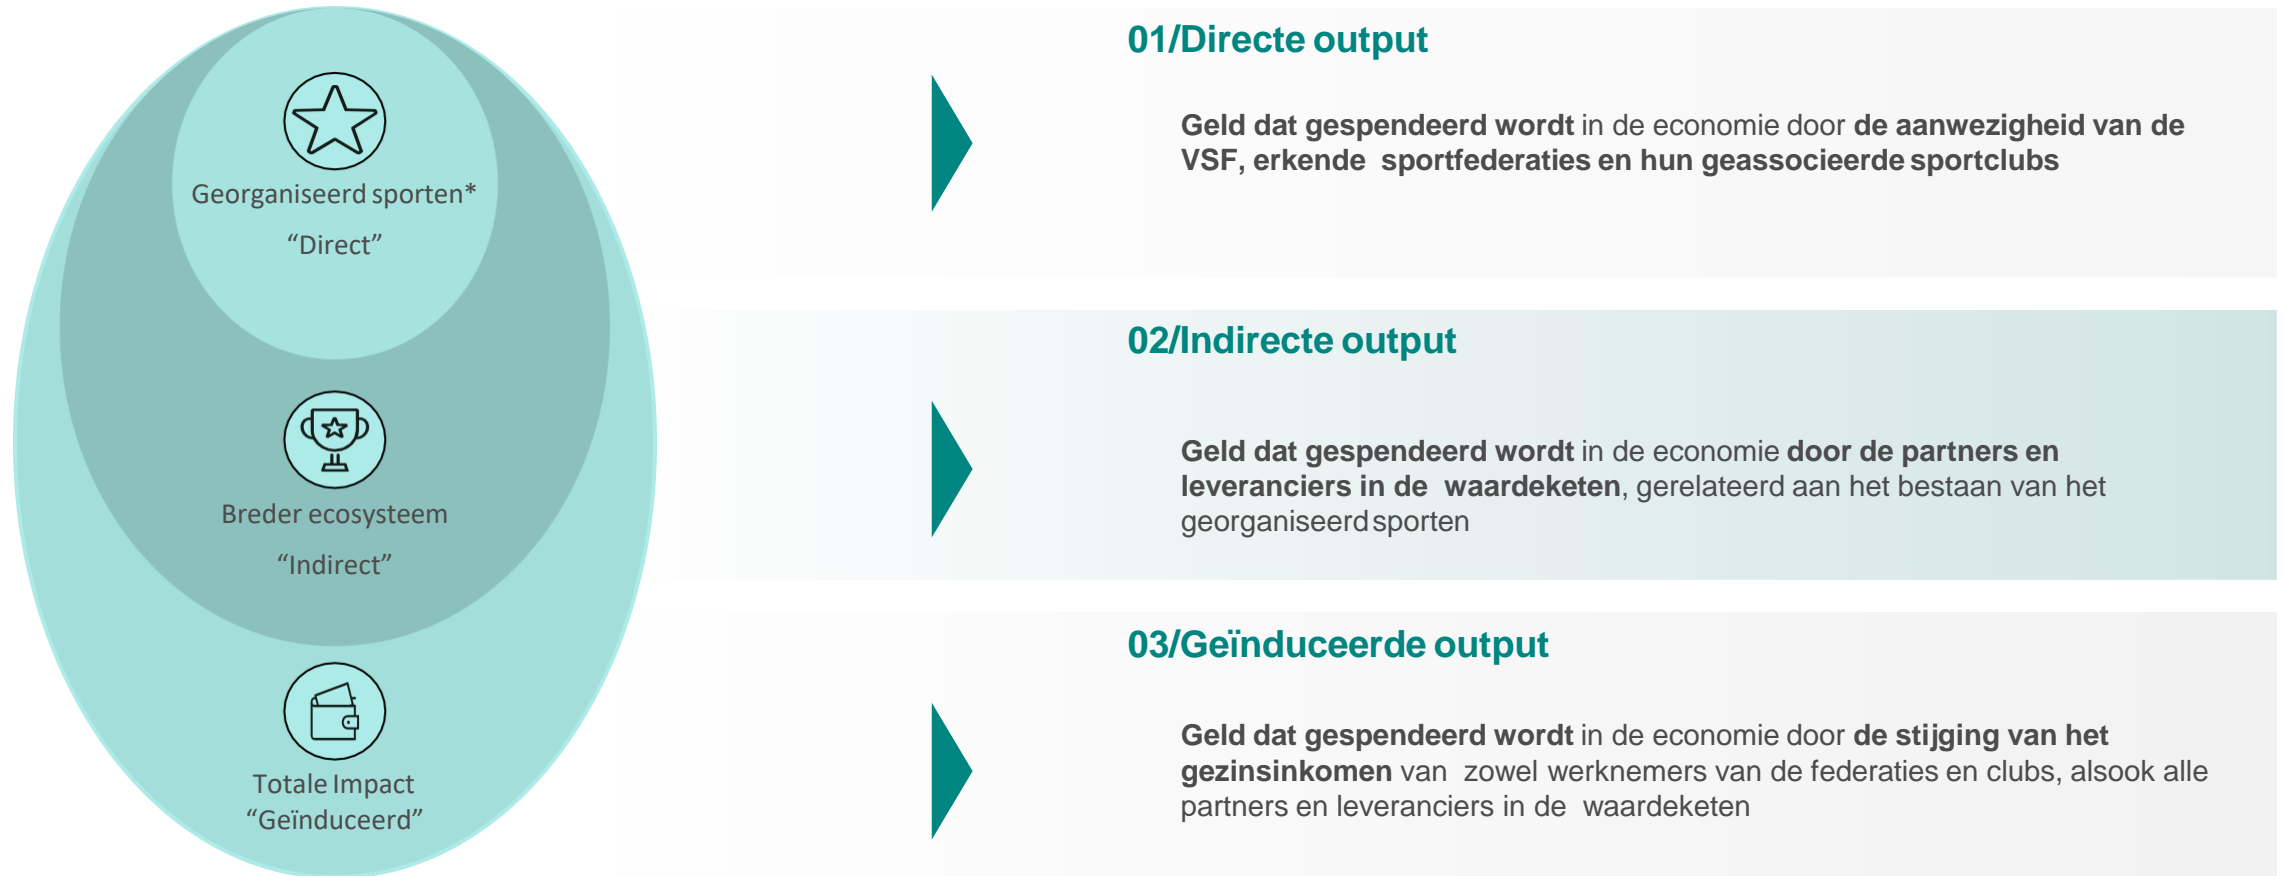 Georganiseerd sporten*
“Direct”
Breder ecosysteem
“Indirect”
Totale Impact
“Geïnduceerd”
01/Directe output
Geld dat gespendeerd wordt in de economie door de aanwezigheid van de
VSF, erkende sportfederaties en hun geassocieerde sportclubs
02/Indirecte output
Geld dat gespendeerd wordt in de economie door de partners en
leveranciers in de waardeketen, gerelateerd aan het bestaan van het
georganiseerd sporten
03/Geïnduceerde output
Geld dat gespendeerd wordt in de economie door de stijging van het
gezinsinkomen van zowel werknemers van de federaties en clubs, alsook alle
partners en leveranciers in de waardeketen